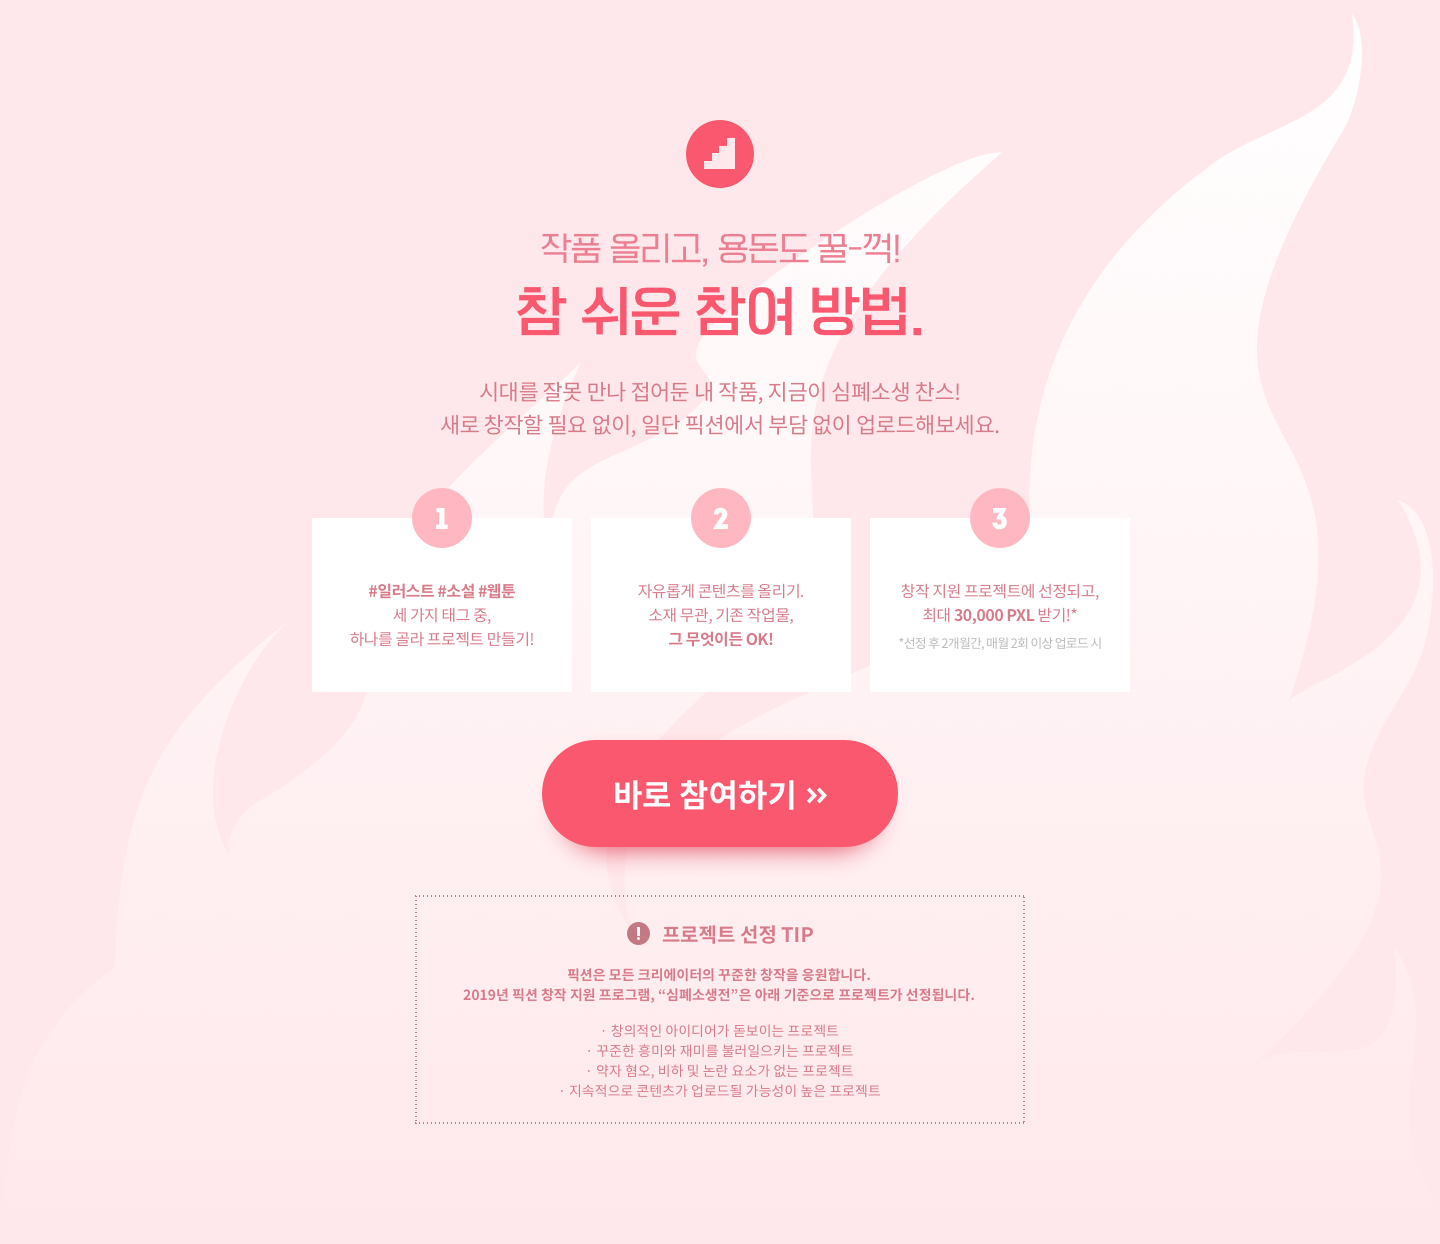 작품 올리고, 용돈도 꿀-꺽!
참 쉬운 참여 방법.
시대를 잘못 만나 접어둔 내 작품, 지금이 심폐소생 찬스!
새로 창작할 필요 없이, 일단 픽션에서 부담 없이 업로드해보세요.
1
#일러스트 #소설 #웹툰
세 가지 태그 중,
하나를 골라 프로젝트 만들기!
2
자유롭게 콘텐츠를 올리기.
소재 무관, 기존 작업물,
그 무엇이든 OK!
3
창작 지원 프로젝트에 선정되고,
최대 30,000 PXL 받기!*
*선정 후 2개월간, 매월 2회 이상 업로드 시
바로 참여하기 »
! 프로젝트 선정 TIP
픽션은 모든 크리에이터의 꾸준한 창작을 응원합니다.
2019년 픽션 창작 지원 프로그램, “심폐소생전”은 아래 기준으로 프로젝트가 선정됩니다.
· 창의적인 아이디어가 돋보이는 프로젝트
· 꾸준한 흥미와 재미를 불러일으키는 프로젝트
· 약자 혐오, 비하 및 논란 요소가 없는 프로젝트
· 지속적으로 콘텐츠가 업로드될 가능성이 높은 프로젝트